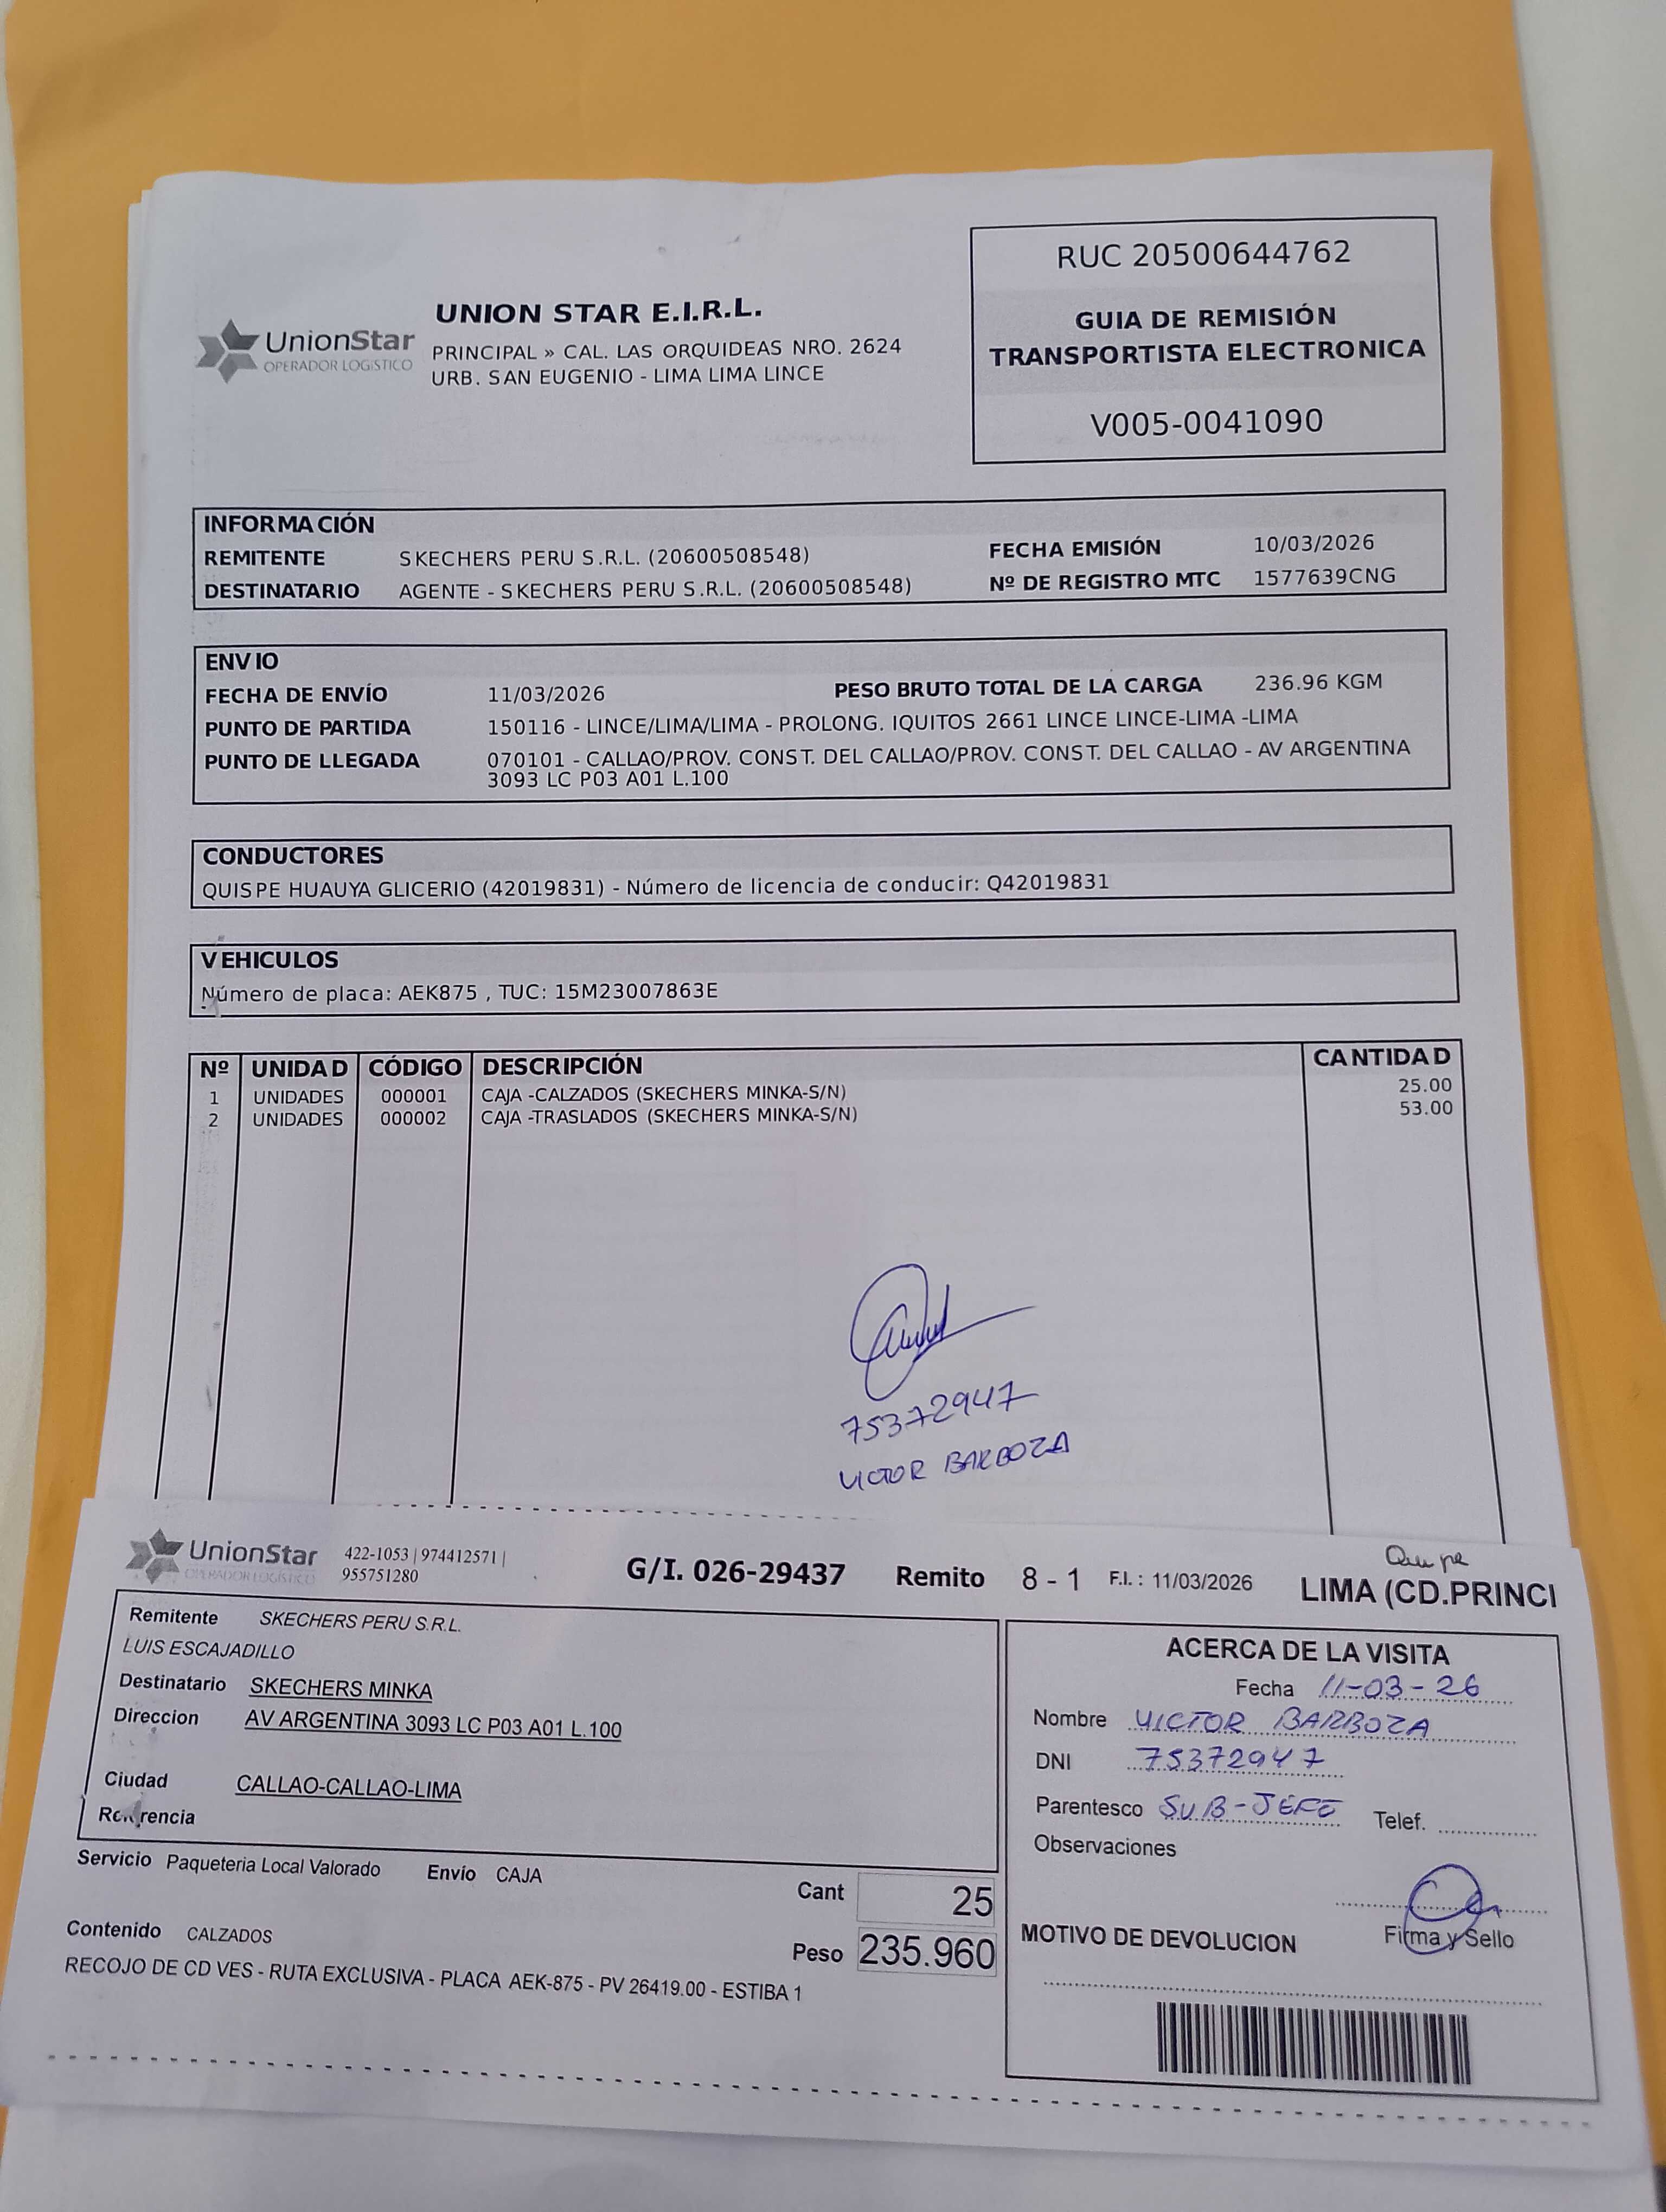 RUC 20500644762
GUIA DE REMISIÓN
TRANSPORTISTA ELECTRONICA
V005-0041090
UnionStar
OPERADOR LOGíSTICO
UNION STAR E.I.R.L.
PRINCIPAL » CAL. LAS ORQUIDEAS NRO. 2624
URB. SAN EUGENIO - LIMA LIMA LINCE
INFORMACIÓN
REMITENTE SKECHERS PERU S.R.L. (20600508548) FECHA EMISIÓN 10/03/2026
DESTINATARIO AGENTE - SKECHERS PERU S.R.L. (20600508548) Nº DE REGISTRO MTC 1577639CNG
ENVIO
FECHA DE ENVÍO 11/03/2026 PESO BRUTO TOTAL DE LA CARGA 236.96 KGM
PUNTO DE PARTIDA 150116 - LINCE/LIMA/LIMA - PROLONG. IQUITOS 2661 LINCE LINCE-LIMA -LIMA
PUNTO DE LLEGADA 070101 - CALLAO/PROV. CONST. DEL CALLAO/PROV. CONST. DEL CALLAO - AV ARGENTINA
3093 LC P03 A01 L.100
CONDUCTORES
QUISPE HUAUYA GLICERIO (42019831) - Número de licencia de conducir: Q42019831
VEHICULOS
Número de placa: AEK875 , TUC: 15M23007863E
Nº UNIDAD CÓDIGO DESCRIPCIÓN CANTIDAD
1 UNIDADES 000001 CAJA -CALZADOS (SKECHERS MINKA-S/N) 25.00
2 UNIDADES 000002 CAJA -TRASLADOS (SKECHERS MINKA-S/N) 53.00
75372947
VICTOR BARBOZA
UnionStar
OPERADOR LOGíSTICO
422-1053 | 974412571 |
955751280
G/I. 026-29437 Remito 8 - 1 F.I. : 11/03/2026 LIMA (CD.PRINCI
Remitente SKECHERS PERU S.R.L.
LUIS ESCAJADILLO
Destinatario SKECHERS MINKA
Direccion AV ARGENTINA 3093 LC P03 A01 L.100
Ciudad CALLAO-CALLAO-LIMA
Servicio Paqueteria Local Valorado Envío CAJA
Cant 25
Contenido CALZADOS
Peso 235.960
RECOJO DE CD VES - RUTA EXCLUSIVA - PLACA AEK-875 - PV 26419.00 - ESTIBA 1
ACERCA DE LA VISITA
Fecha 11-03-26
Nombre VICTOR BARBOZA
DNI 75372947
Parentesco SUB-JEFE Telef.
Observaciones
Firma y Sello
MOTIVO DE DEVOLUCION